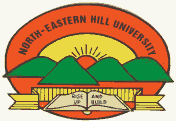 NORTH-EASTERN HILL UNIVERSITY
RISE AND
UP BUILD